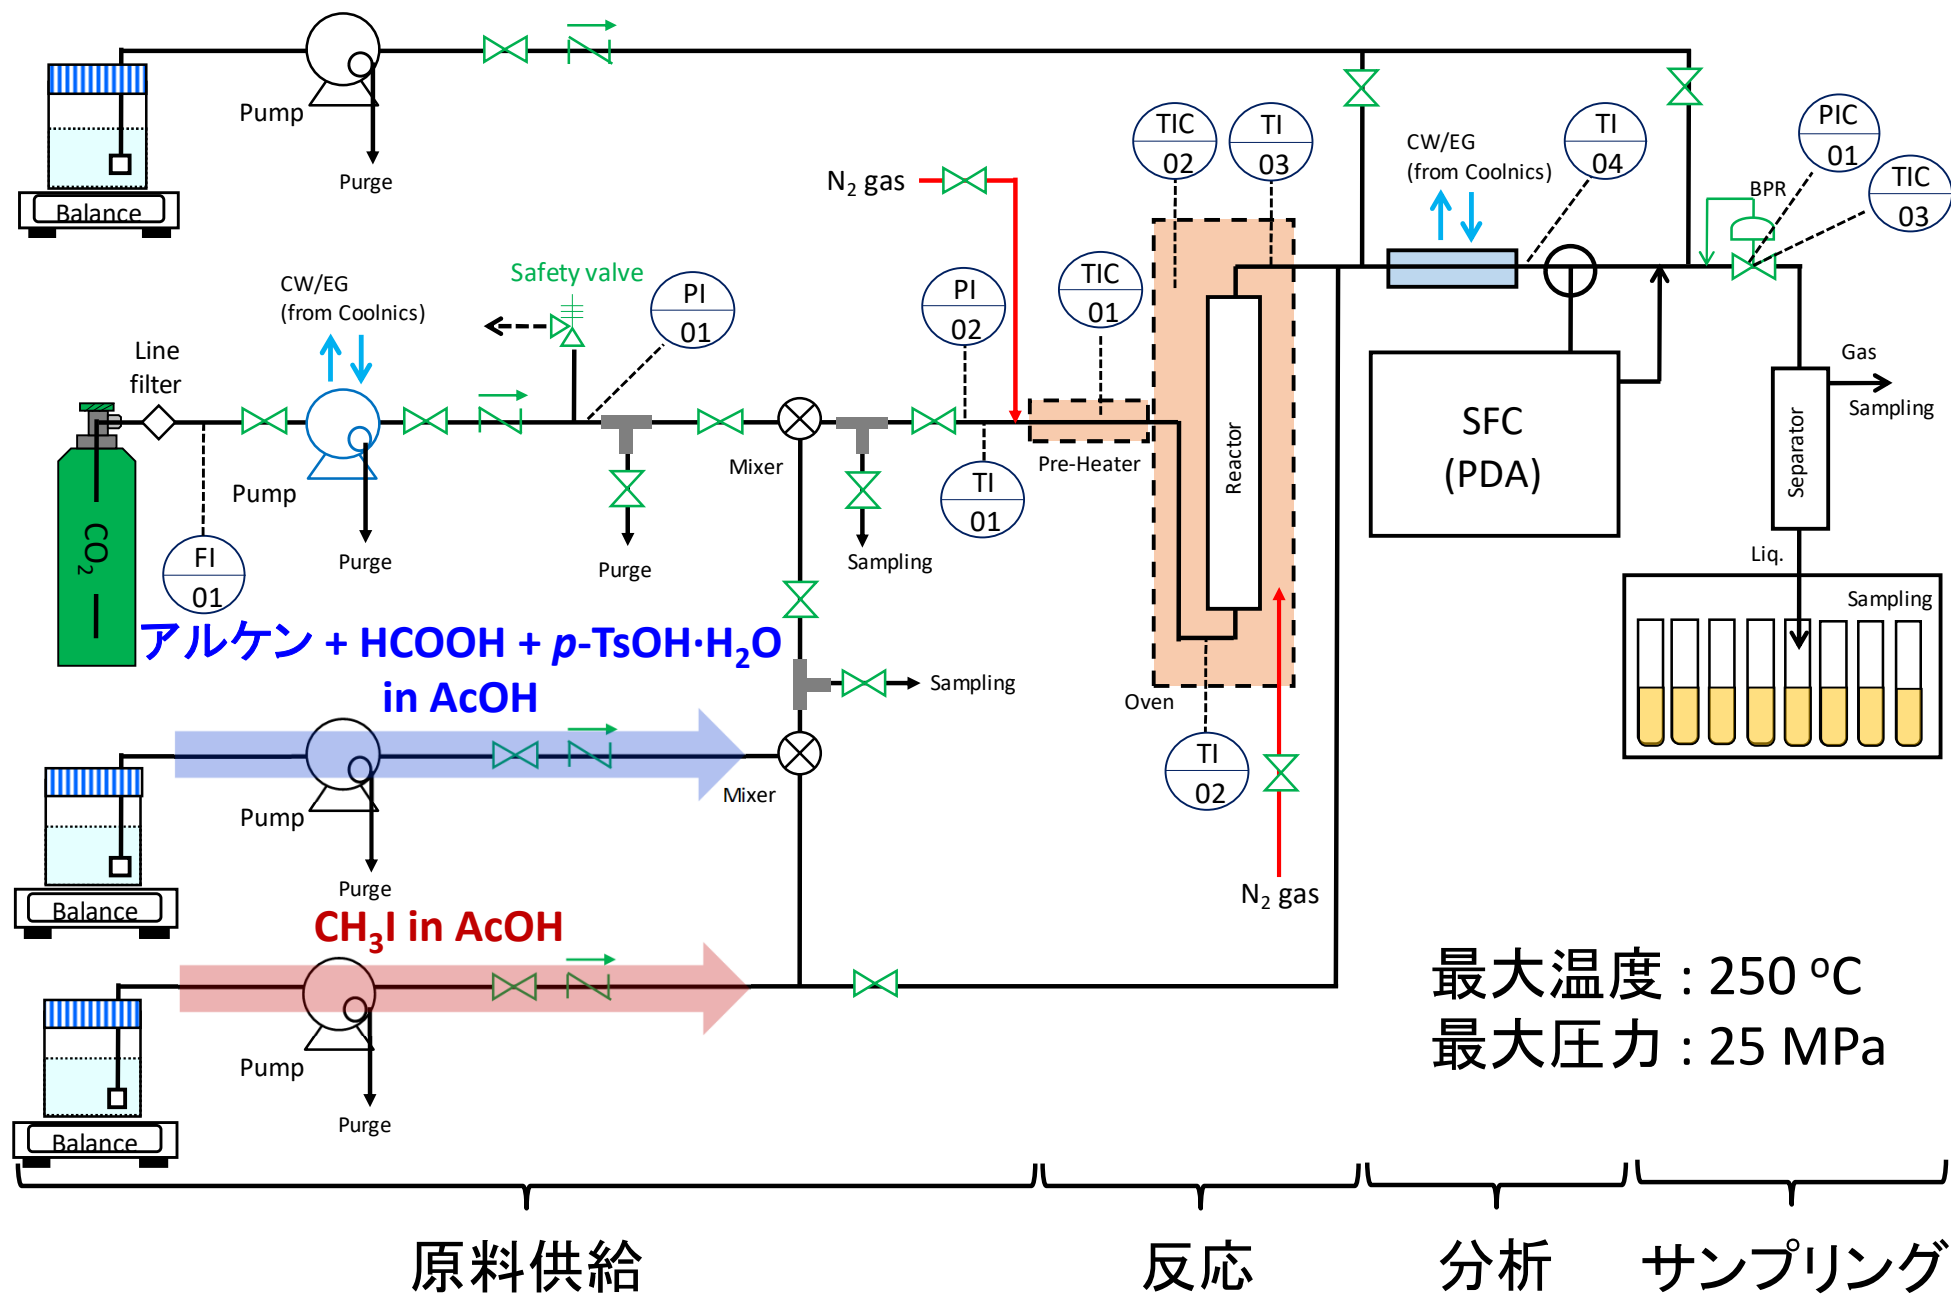 Pump
Purge
Balance
N₂ gas
TIC
02
TI
03
CW/EG
(from Coolnics)
TI
04
PIC
01
BPR
TIC
03
Line
filter
CW/EG
(from Coolnics)
Safety valve
PI
01
PI
02
TIC
01
Pump
Purge
CO₂
FI
01
Purge
Mixer
Sampling
TI
01
Pre-Heater
Reactor
SFC
(PDA)
Separator
Gas
Sampling
Liq.
Sampling
アルケン + HCOOH + p-TsOH·H₂O
in AcOH
Sampling
Oven
TI
02
N₂ gas
Pump
Purge
Mixer
Balance
CH₃I in AcOH
Pump
Purge
Balance
最大温度 : 250 ºC
最大圧力 : 25 MPa
原料供給
反応
分析
サンプリング